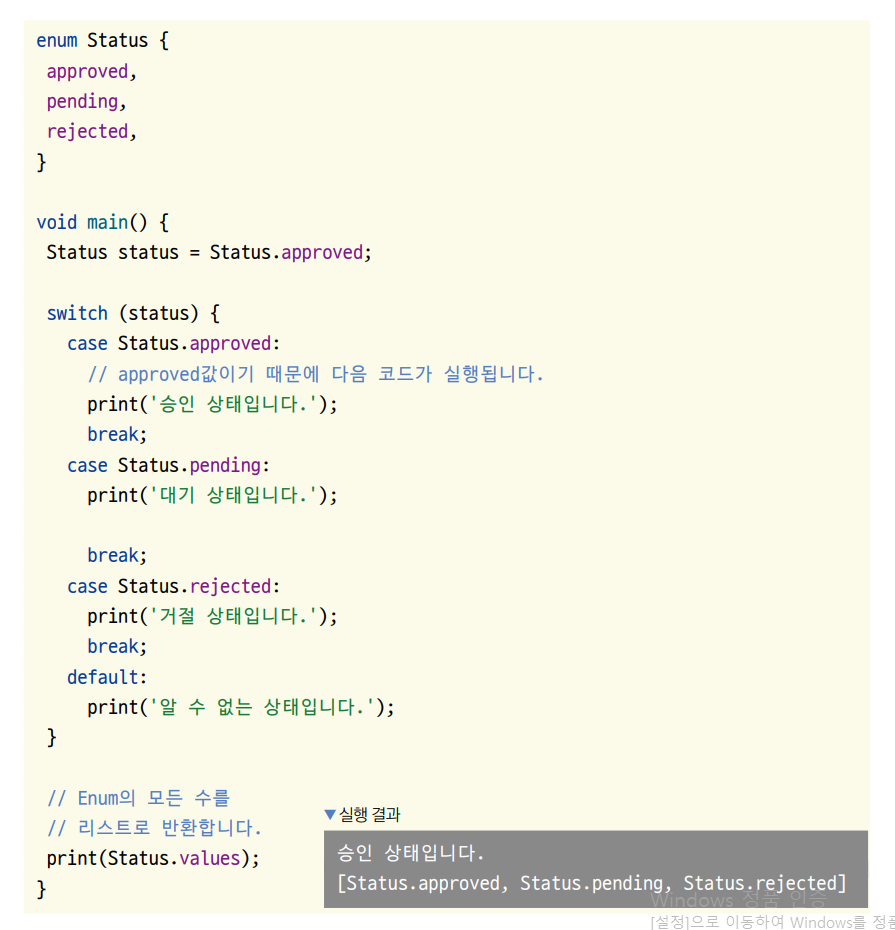 enum Status {
approved,
pending,
rejected,
}
void main() {
Status status = Status.approved;
switch (status) {
case Status.approved:
// approved값이기 때문에 다음 코드가 실행됩니다.
print('승인 상태입니다.');
break;
case Status.pending:
print('대기 상태입니다.');
break;
case Status.rejected:
print('거절 상태입니다.');
break;
default:
print('알 수 없는 상태입니다.');
}
// Enum의 모든 수를
// 리스트로 반환합니다.
print(Status.values);
}
▼실행 결과
승인 상태입니다.
[Status.approved, Status.pending, Status.rejected]
Windows 정품 인증
[설정]으로 이동하여 Windows를 정품